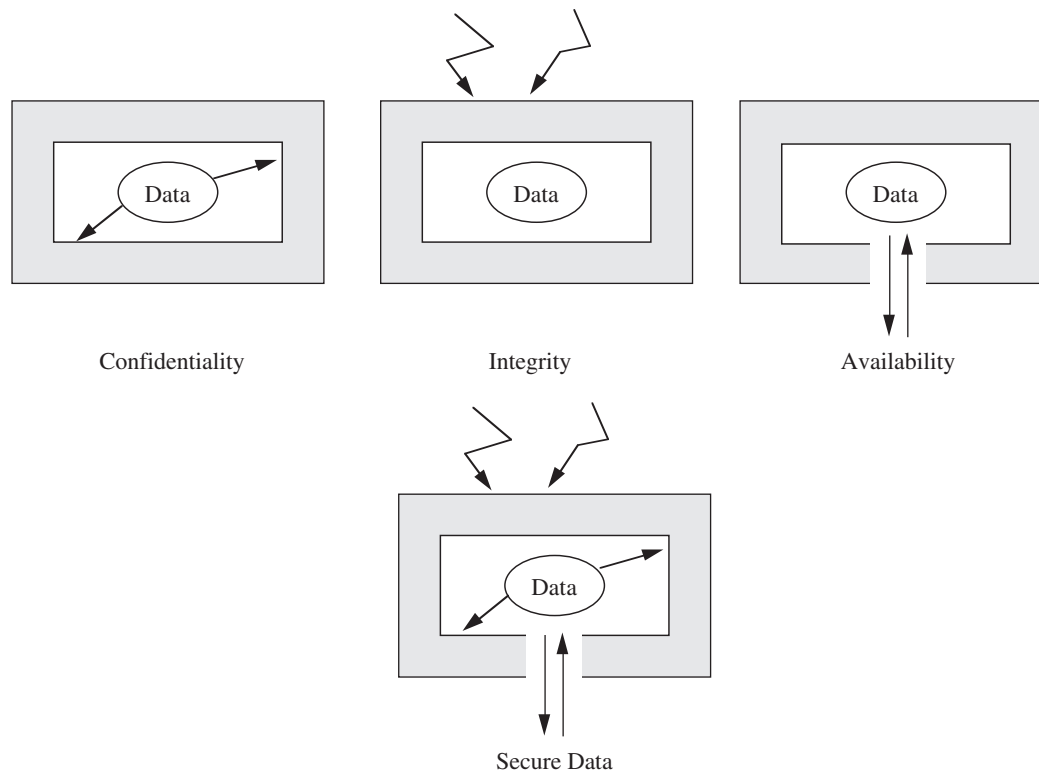 Data
Data
Data
Confidentiality
Integrity
Availability
Data
Secure Data